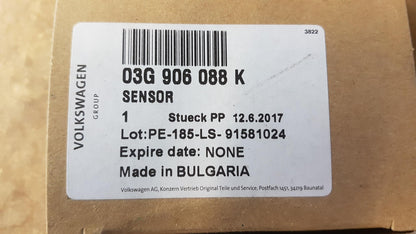 3822
VOLKSWAGEN
GROUP
03G 906 088 K
SENSOR
1 Stueck PP 12.6.2017
Lot:PE-185-LS- 91581024
Expire date: NONE
Made in BULGARIA
Volkswagen AG, Konzern Vertrieb Original Teile und Service, Postfach 1451, 34219 Baunatal